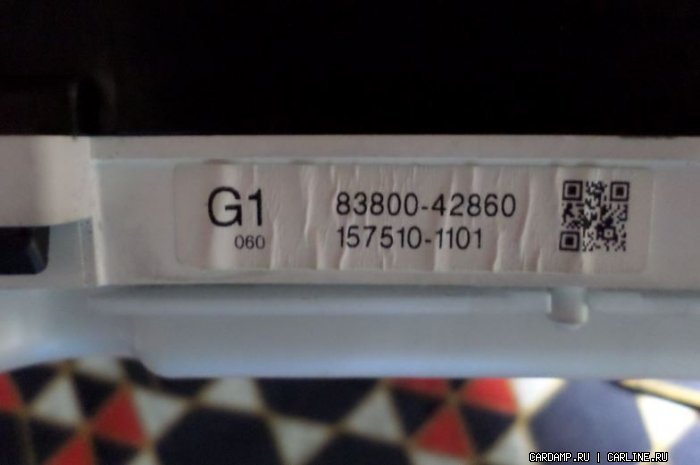 G1
060
83800-42860
157510-1101
CARDAMP.RU | CARLINE.RU